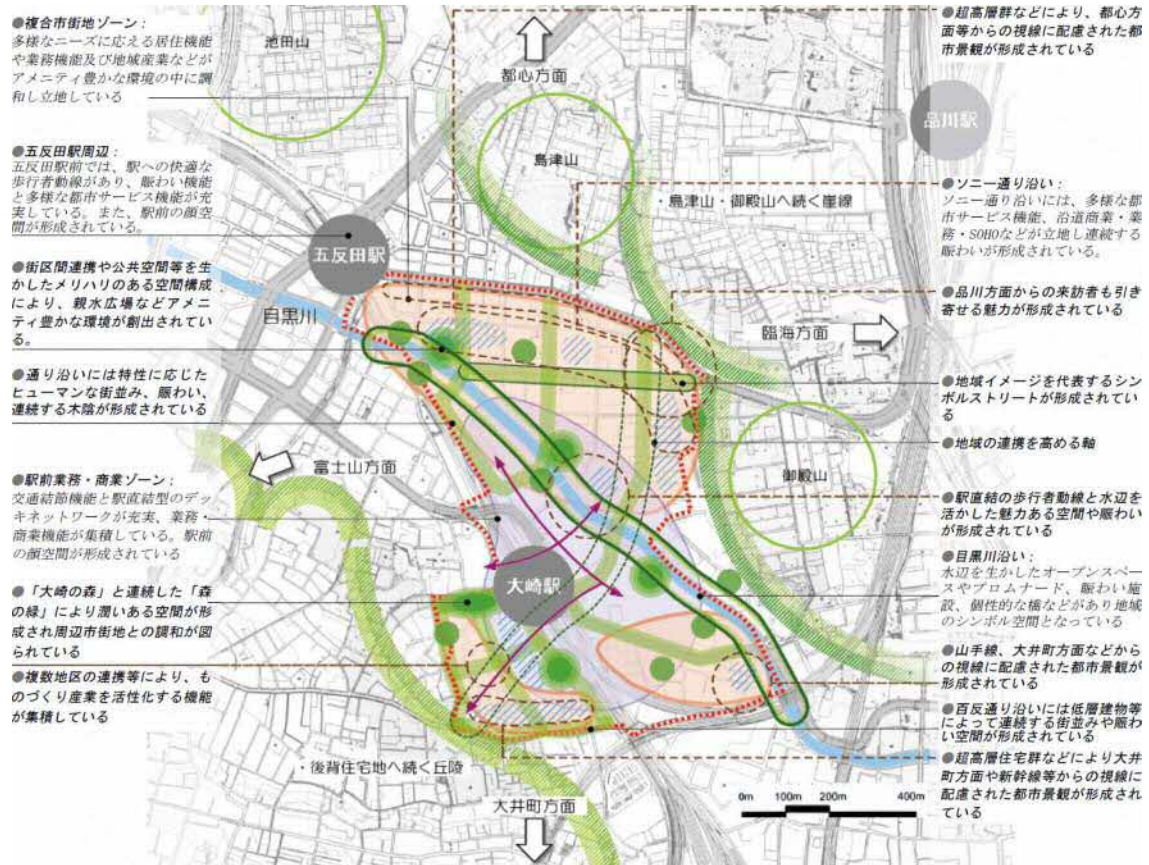 ●複合市街地ゾーン：
多様なニーズに応える居住機能
や業務機能及び地域産業などが
アメニティ豊かな環境の中に調
和し立地している
●五反田駅周辺：
五反田駅前では、駅への快適な
歩行者動線があり、賑わい機能
と多様な都市サービス機能が充
実している。また、駅前の顔空
間が形成されている。
●街区間連携や公共空間等を生
かしたメリハリのある空間構成
により、親水広場などアメニ
ティ豊かな環境が創出されてい
る。
●通り沿いには特性に応じた
ヒューマンな街並み、賑わい、
連続する木陰が形成されている
●駅前業務・商業ゾーン：
交通結節機能と駅直結型のデッ
キネットワークが充実、業務・
商業機能が集積している。駅前
の顔空間が形成されている
●「大崎の森」と連続した「森
の緑」により潤いある空間が形
成され周辺市街地との調和が図
られている
●複数地区の連携等により、も
のづくり産業を活性化する機能
が集積している
池田山
都心方面
島津山
品川駅
・島津山・御殿山へ続く崖線
五反田駅
目黒川
臨海方面
富士山方面
御殿山
大崎駅
・後背住宅地へ続く丘陵
大井町方面
0m 100m 200m 400m
●超高層群などにより、都心方
面等からの視線に配慮された都
市景観が形成されている
●ソニー通り沿い：
ソニー通り沿いには、多様な都
市サービス機能、沿道商業・業
務・SOHOなどが立地し連続する
賑わいが形成されている。
●品川方面からの来訪者も引き
寄せる魅力が形成されている
●地域イメージを代表するシン
ボルストリートが形成されてい
る
●地域の連携を高める軸
●駅直結の歩行者動線と水辺を
活かした魅力ある空間や賑わい
が形成されている
●目黒川沿い：
水辺を生かしたオープンスペー
スやプロムナード、賑わい施
設、個性的な橋などがあり地域
のシンボル空間となっている
●山手線、大井町方面などから
の視線に配慮された都市景観が
形成されている
●百反通り沿いには低層建物等
によって連続する街並みや賑わ
い空間が形成されている
●超高層住宅群などにより大井
町方面や新幹線等からの視線に
配慮された都市景観が形成され
ている